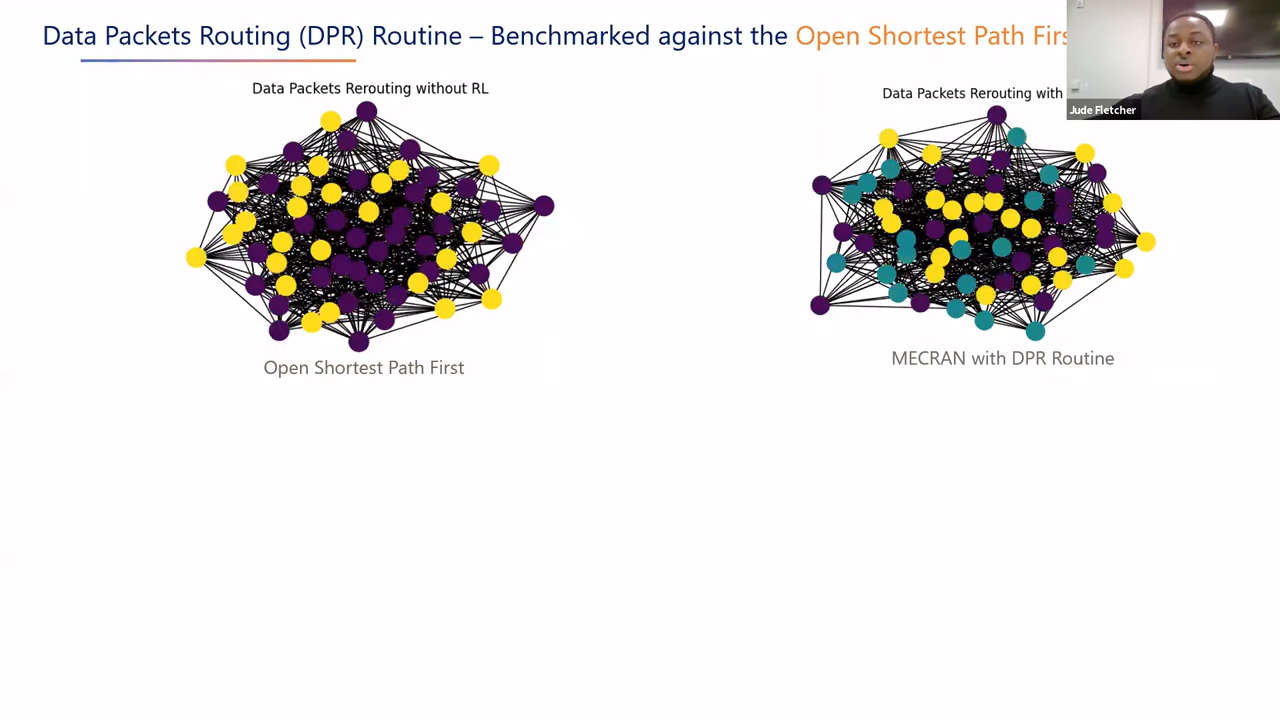 Data Packets Routing (DPR) Routine – Benchmarked against the Open Shortest Path
Jude Fletcher
Data Packets Rerouting without RL
Data Packets Rerouting with
Open Shortest Path First
MECRAN with DPR Routine